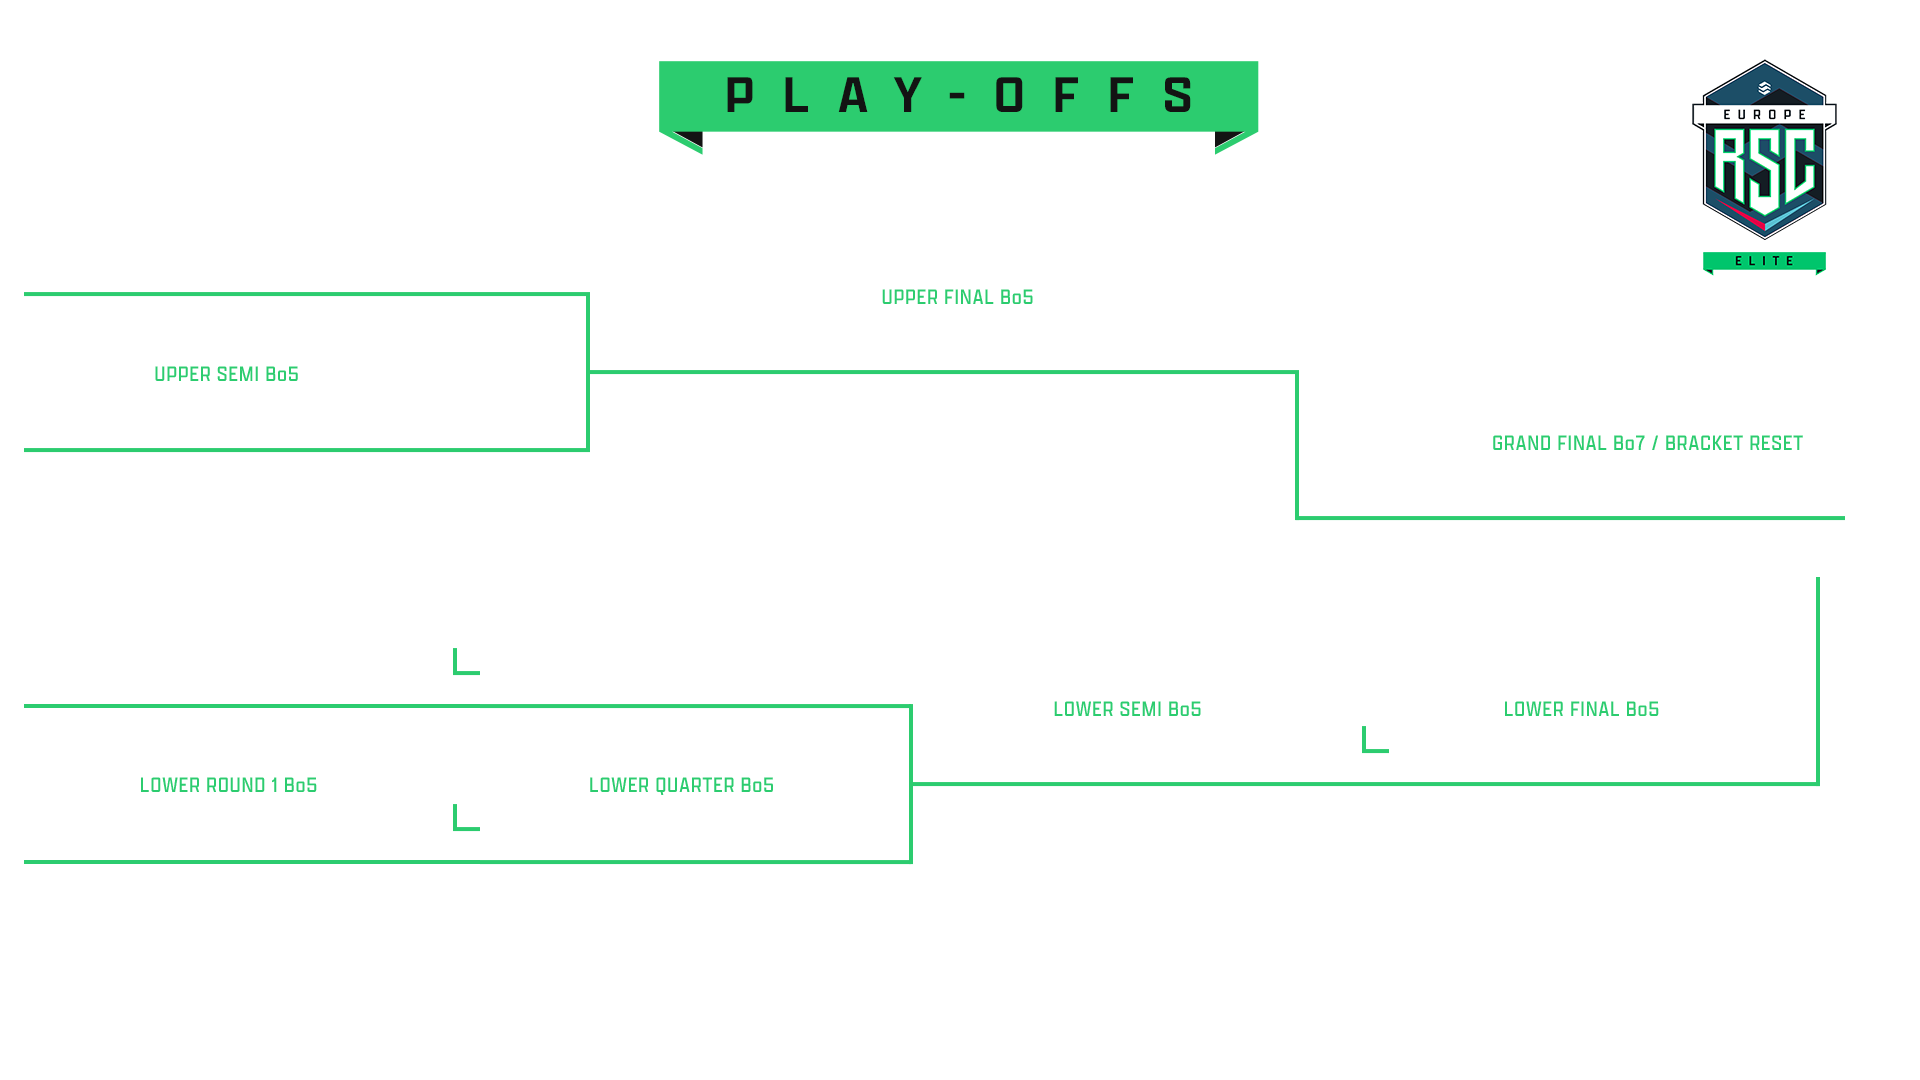 PLAY-OFFS
EUROPE
RSC
ELITE
UPPER FINAL Bo5
UPPER SEMI Bo5
GRAND FINAL Bo7 / BRACKET RESET
LOWER SEMI Bo5
LOWER FINAL Bo5
LOWER ROUND 1 Bo5
LOWER QUARTER Bo5